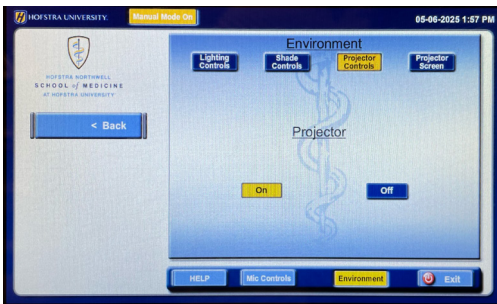 HOFSTRA UNIVERSITY.
Manual Mode On
05-06-2025 1:57 PM
HOFSTRA NORTHWELL
SCHOOL of MEDICINE
AT HOFSTRA UNIVERSITY
< Back
Environment
Lighting
Controls
Shade
Controls
Projector
Controls
Projector
Screen
Projector
On
Off
HELP
Mic Controls
Environment
Exit